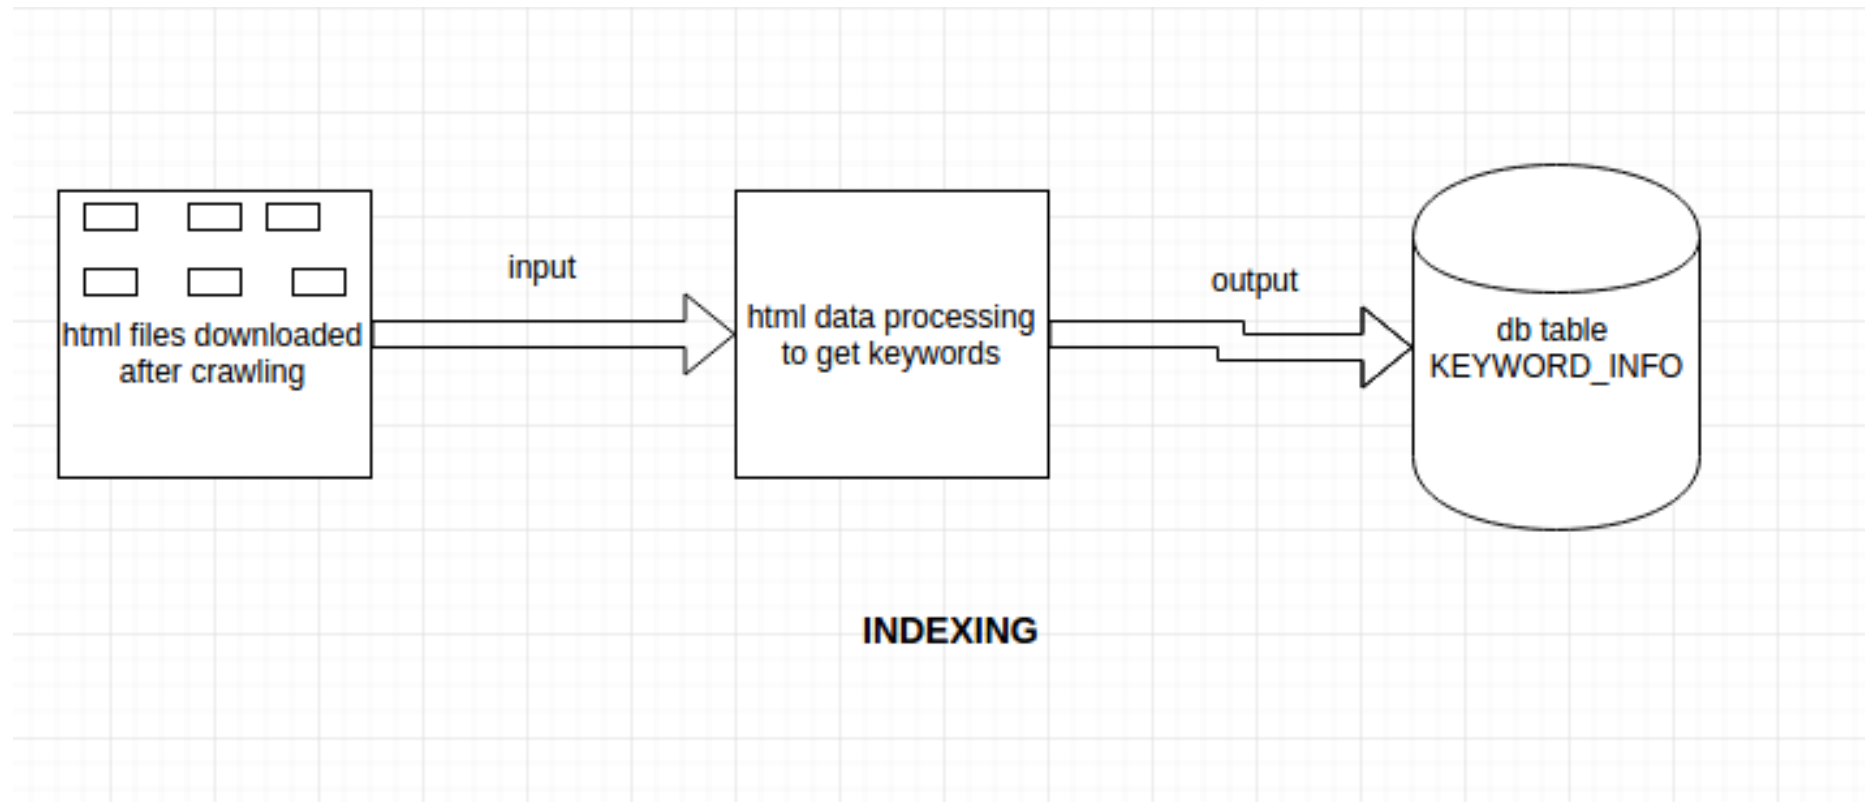 html files downloaded
after crawling
input
html data processing
to get keywords
output
db table
KEYWORD_INFO
INDEXING